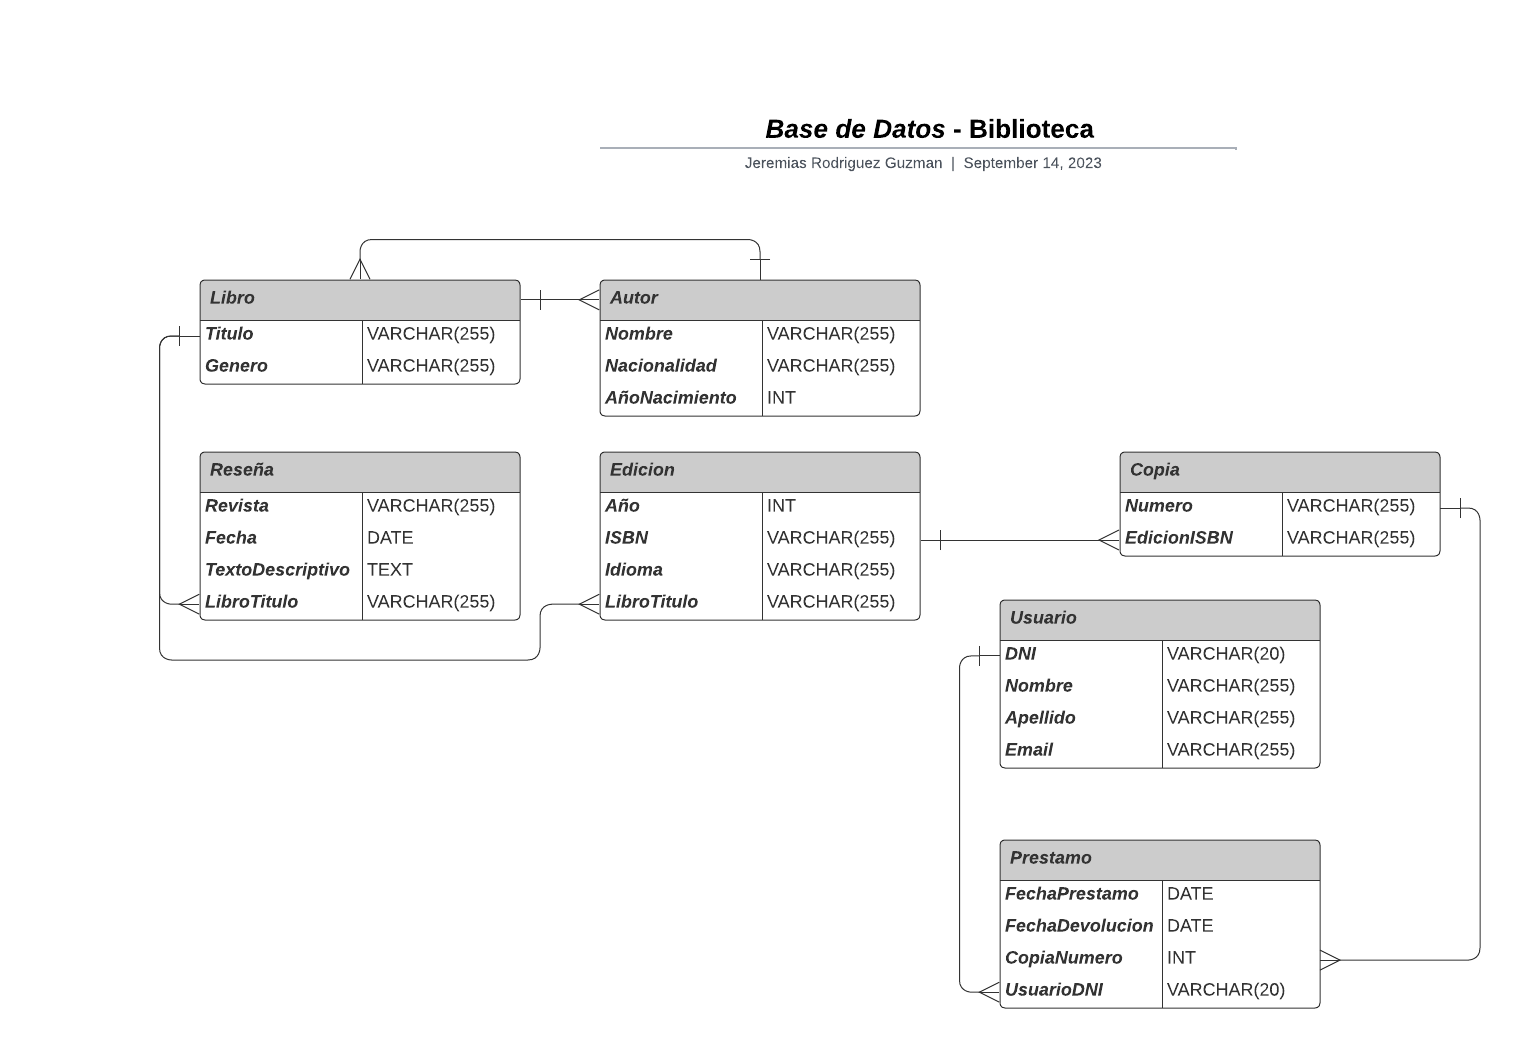 Base de Datos - Biblioteca
Jeremias Rodriguez Guzman | September 14, 2023
Libro
Titulo VARCHAR(255)
Genero VARCHAR(255)
Autor
Nombre VARCHAR(255)
Nacionalidad VARCHAR(255)
AñoNacimiento INT
Reseña
Revista VARCHAR(255)
Fecha DATE
TextoDescriptivo TEXT
LibroTitulo VARCHAR(255)
Edicion
Año INT
ISBN VARCHAR(255)
Idioma VARCHAR(255)
LibroTitulo VARCHAR(255)
Copia
Numero VARCHAR(255)
EdicionISBN VARCHAR(255)
Usuario
DNI VARCHAR(20)
Nombre VARCHAR(255)
Apellido VARCHAR(255)
Email VARCHAR(255)
Prestamo
FechaPrestamo DATE
FechaDevolucion DATE
CopiaNumero INT
UsuarioDNI VARCHAR(20)